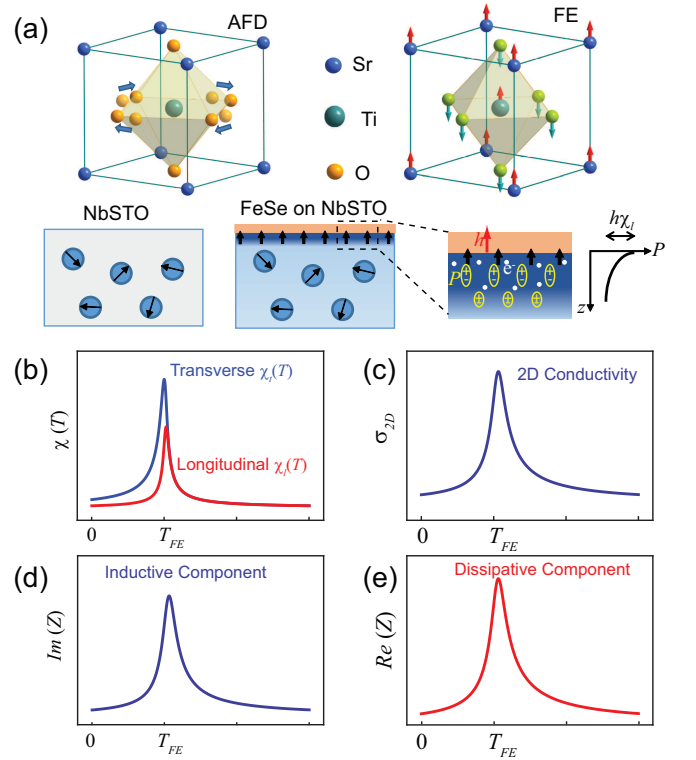 (a)
AFD
FE
Sr
Ti
O
NbSTO
FeSe on NbSTO
h
P
e-
hχl
P
z
(b)
Transverse χt(T)
Longitudinal χl(T)
χ (T)
0
TFE
(c)
2D Conductivity
σ2D
0
TFE
(d)
Inductive Component
Im (Z)
0
TFE
(e)
Dissipative Component
Re (Z)
0
TFE